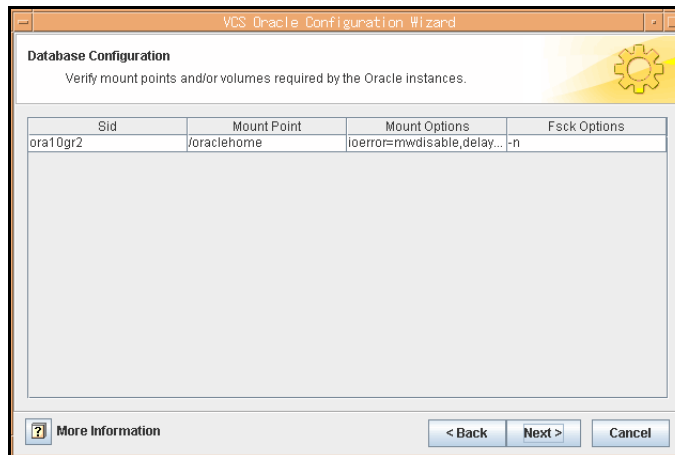 VCS Oracle Configuration Wizard
Database Configuration
Verify mount points and/or volumes required by the Oracle instances.
Sid Mount Point Mount Options Fsck Options
ora10gr2 /oraclehome ioerror=mwdisable,delay... -n
? More Information < Back Next > Cancel